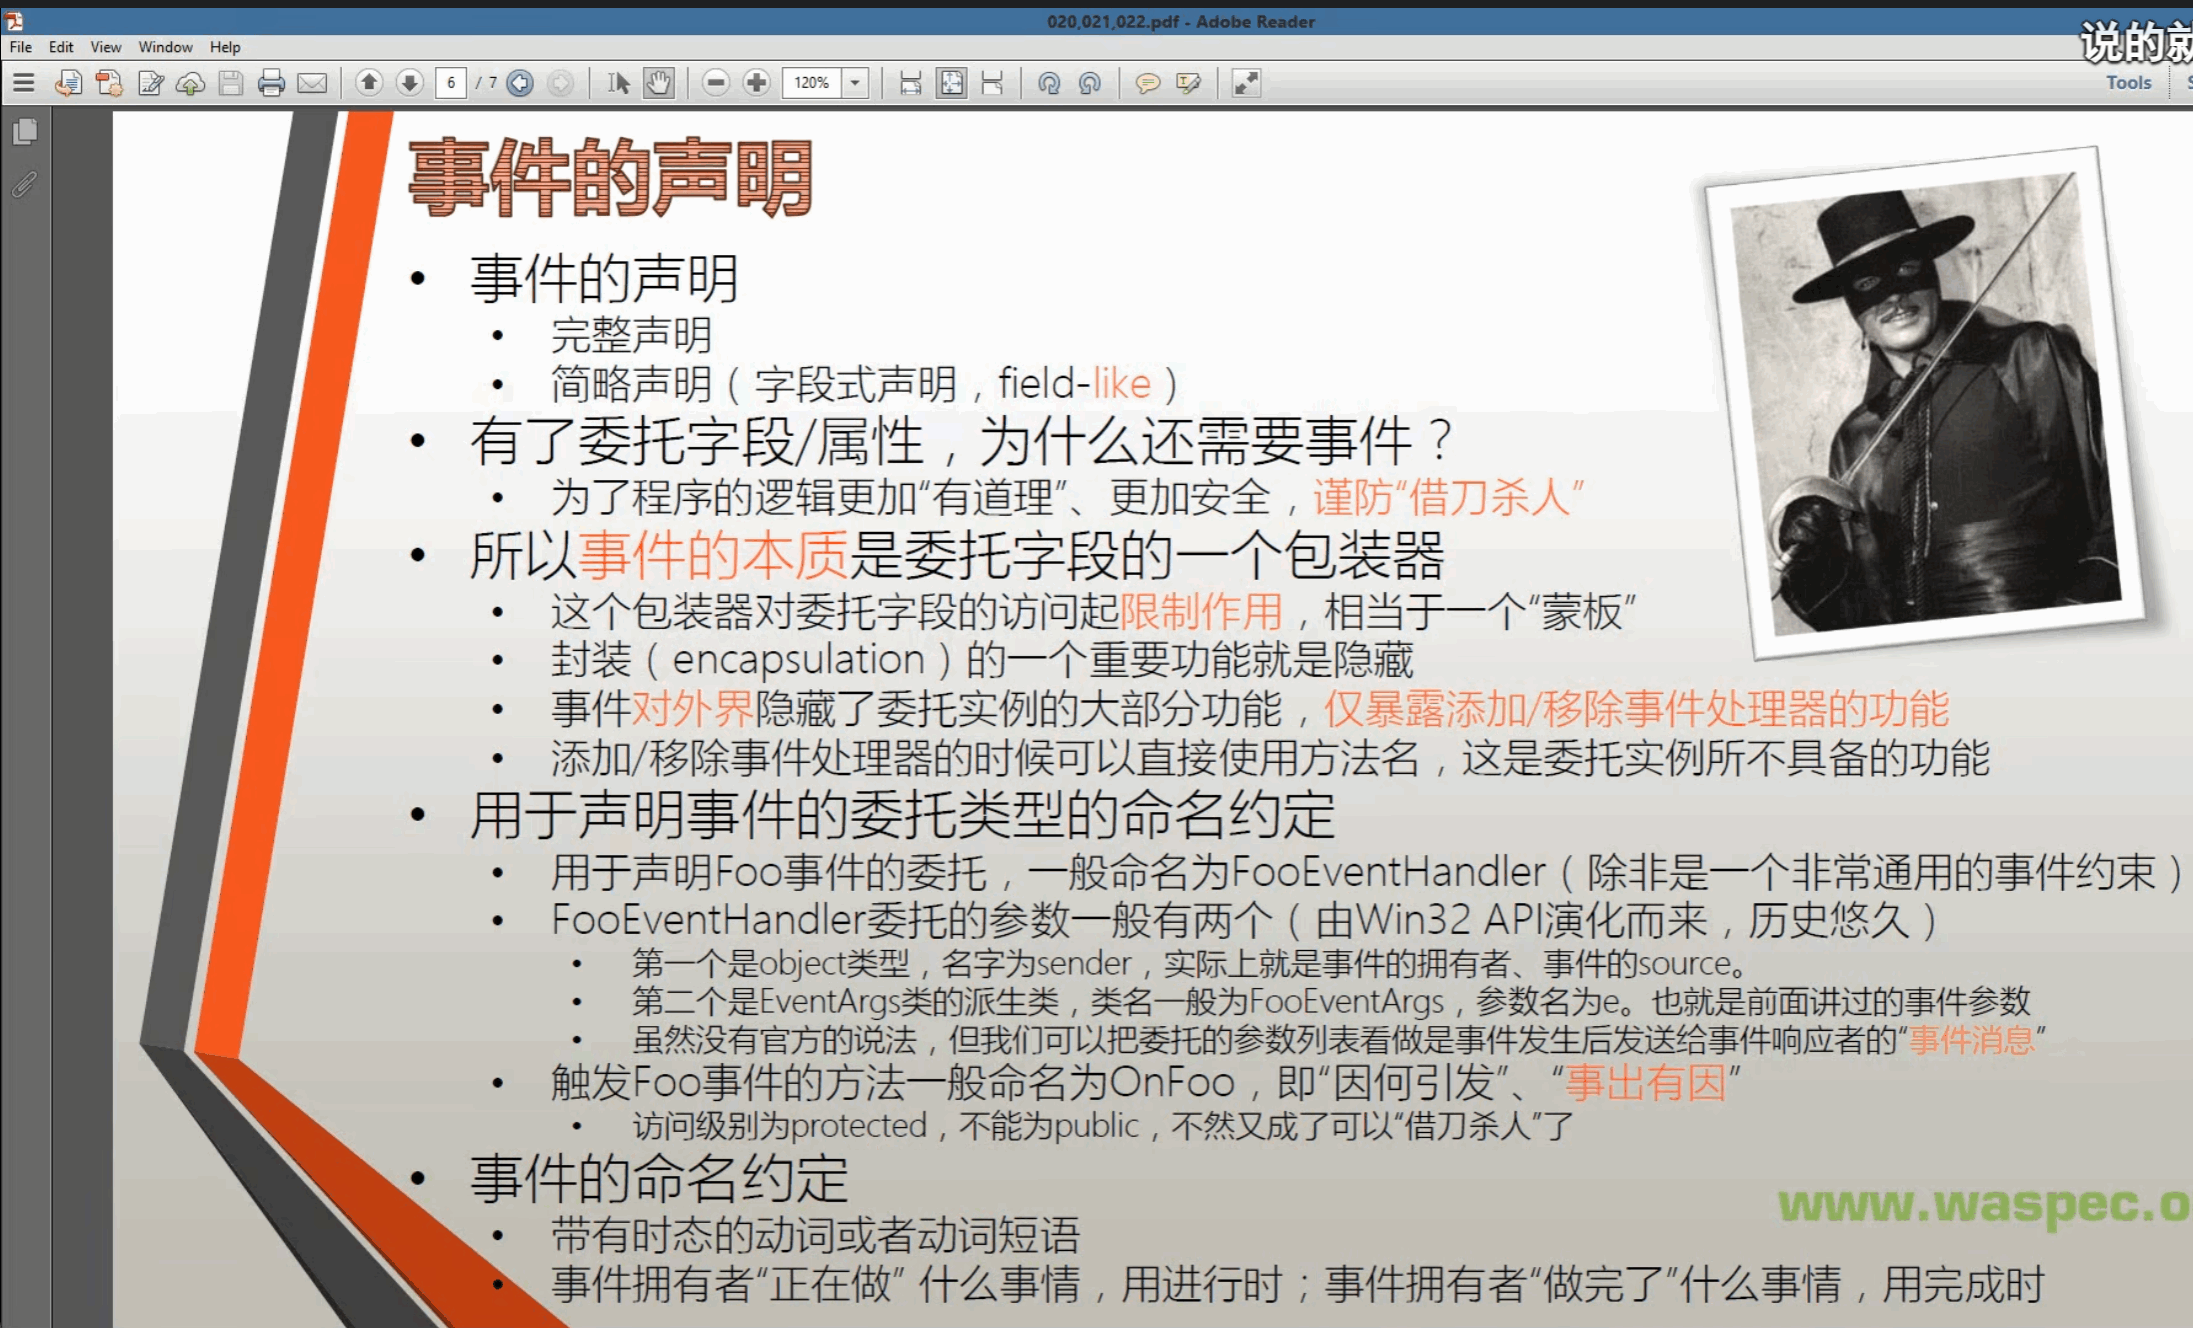 020,021,022.pdf - Adobe Reader
说的
File Edit View Window Help
6 / 7 120% Tools
事件的声明
• 事件的声明
• 完整声明
• 简略声明（字段式声明，field-like）
• 有了委托字段/属性，为什么还需要事件？
• 为了程序的逻辑更加“有道理”、更加安全，谨防“借刀杀人”
• 所以事件的本质是委托字段的一个包装器
• 这个包装器对委托字段的访问起限制作用，相当于一个“蒙板”
• 封装（encapsulation）的一个重要功能就是隐藏
• 事件对外界隐藏了委托实例的大部分功能，仅暴露添加/移除事件处理器的功能
• 添加/移除事件处理器的时候可以直接使用方法名，这是委托实例所不具备的功能
• 用于声明事件的委托类型的命名约定
• 用于声明Foo事件的委托，一般命名为FooEventHandler（除非是一个非常通用的事件约束）
• FooEventHandler委托的参数一般有两个（由Win32 API演化而来，历史悠久）
• 第一个是object类型，名字为sender，实际上就是事件的拥有者、事件的source。
• 第二个是EventArgs类的派生类，类名一般为FooEventArgs，参数名为e。也就是前面讲过的事件参数
• 虽然没有官方的说法，但我们可以把委托的参数列表看做是事件发生后发送给事件响应者的“事件消息”
• 触发Foo事件的方法一般命名为OnFoo，即“因何引发”、“事出有因”
• 访问级别为protected，不能为public，不然又成了可以“借刀杀人”了
• 事件的命名约定
• 带有时态的动词或者动词短语
• 事件拥有者“正在做” 什么事情，用进行时；事件拥有者“做完了”什么事情，用完成时
www.waspec.o